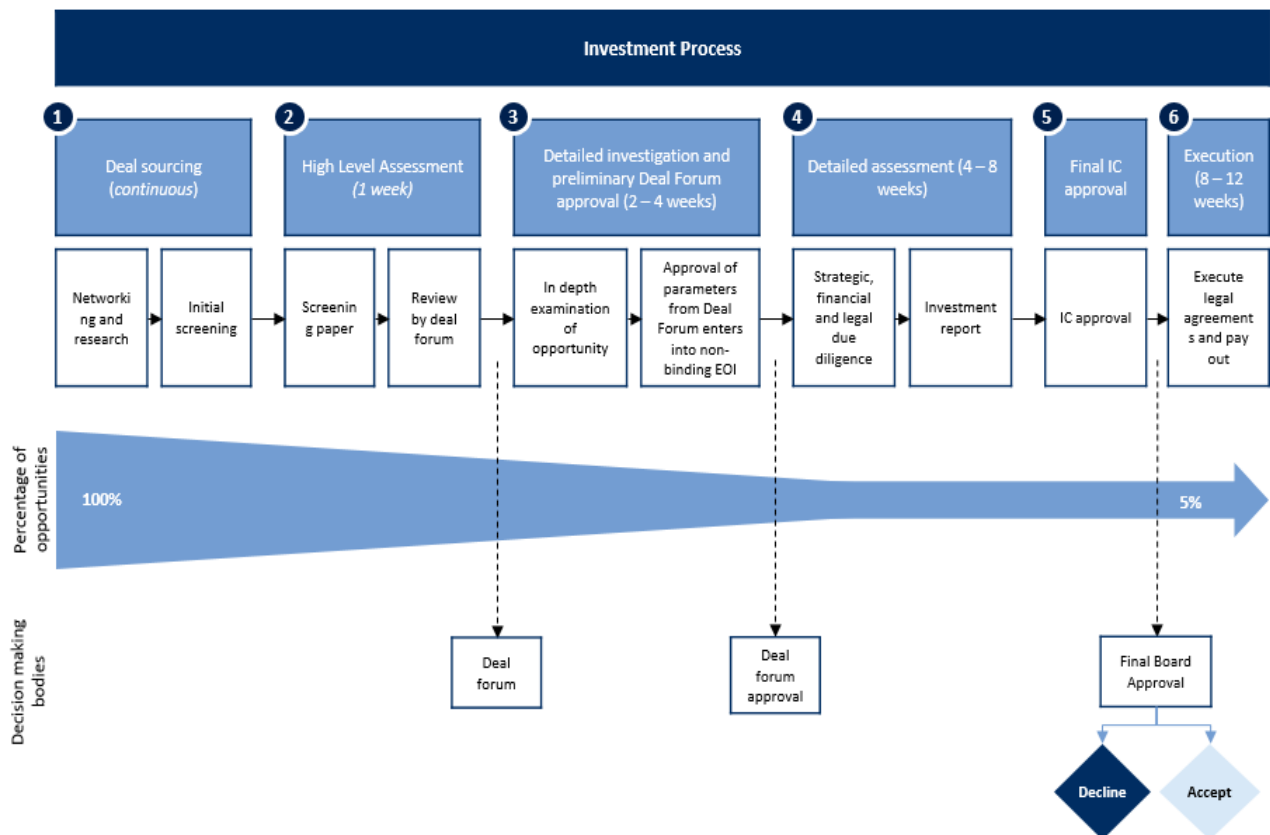 Investment Process
1
2
3
4
5
6
Deal sourcing
(continuous)
High Level Assessment
(1 week)
Detailed investigation and
preliminary Deal Forum
approval (2 – 4 weeks)
Detailed assessment (4 – 8
weeks)
Final IC
approval
Execution
(8 – 12
weeks)
Networki
ng and
research
Initial
screening
Screenin
g paper
Review
by deal
forum
In depth
examination
of
opportunity
Approval of
parameters
from Deal
Forum enters
into non-
binding EOI
Strategic,
financial
and legal
due
diligence
Investment
report
IC approval
Execute
legal
agreement
s and pay
out
Percentage of
opportunities
100%
5%
Decision making
bodies
Deal
forum
Deal
forum
approval
Final Board
Approval
Decline
Accept